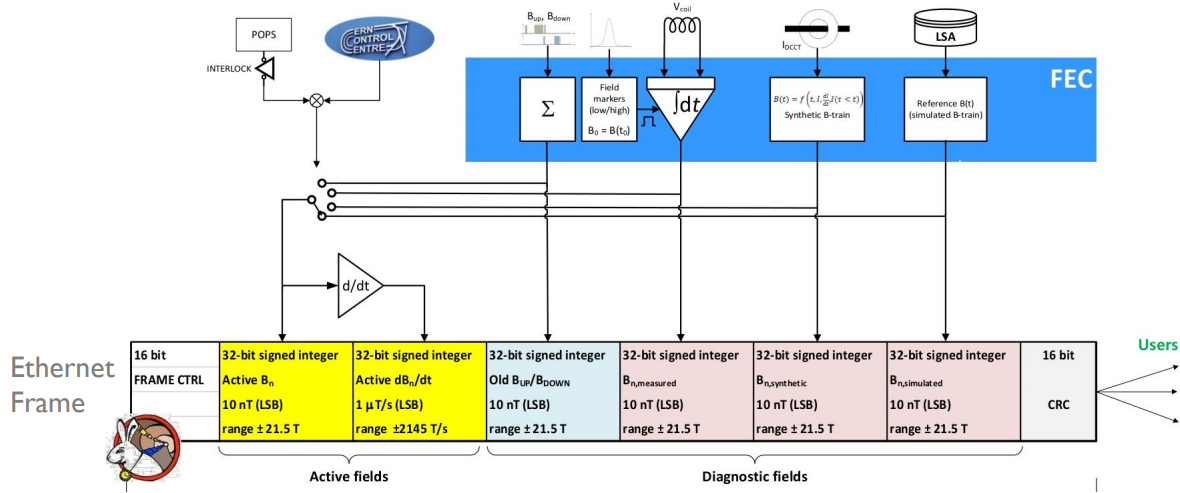 POPS
INTERLOCK
CERN
CONTROL
CENTRE
B_up, B_down
V_coil
I_DCCT
LSA
FEC
Σ
Field
markers
(low/high)
B₀ = B(t₀)
∫dt
B(t) = f(t, I, dI/dt, I(τ < t))
Synthetic B-train
Reference B(t)
(simulated B-train)
d/dt
Ethernet
Frame
16 bit
FRAME CTRL
32-bit signed integer
Active Bₙ
10 nT (LSB)
range ± 21.5 T
32-bit signed integer
Active dBₙ/dt
1 µT/s (LSB)
range ±2145 T/s
32-bit signed integer
Old B_UP/B_DOWN
10 nT (LSB)
range ± 21.5 T
32-bit signed integer
B_n,measured
10 nT (LSB)
range ± 21.5 T
32-bit signed integer
B_n,synthetic
10 nT (LSB)
range ± 21.5 T
32-bit signed integer
B_n,simulated
10 nT (LSB)
range ± 21.5 T
16 bit
CRC
Users
Active fields
Diagnostic fields